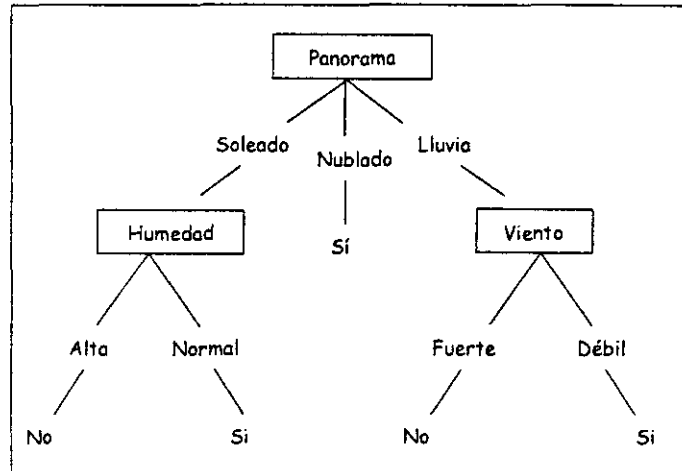 Panorama
Soleado
Nublado
Lluvia
Humedad
Sí
Viento
Alta
Normal
Fuerte
Débil
No
Si
No
Si